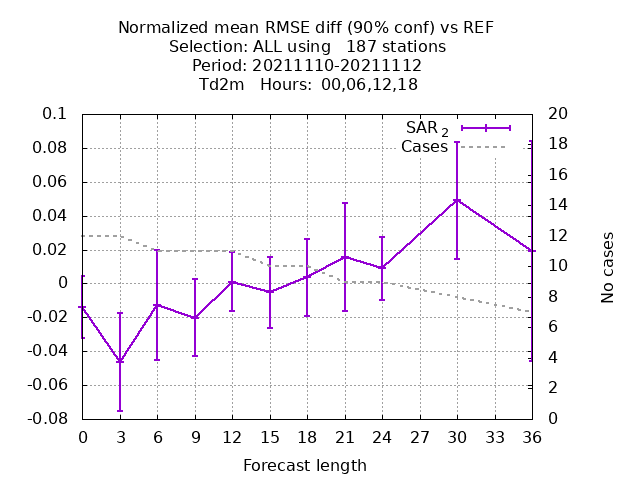 Normalized mean RMSE diff (90% conf) vs REF
Selection: ALL using   187 stations
Period: 20211110-20211112
Td2m   Hours:  00,06,12,18
0.1
0.08
0.06
0.04
0.02
0
-0.02
-0.04
-0.06
-0.08
SAR 2
Cases
20
18
16
14
12
10
8
6
4
2
0
No cases
0 3 6 9 12 15 18 21 24 27 30 33 36
Forecast length